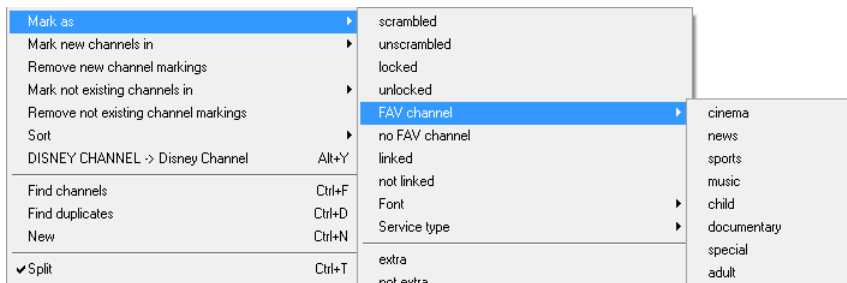 Mark as
Mark new channels in
Remove new channel markings
Mark not existing channels in
Remove not existing channel markings
Sort
DISNEY CHANNEL -> Disney Channel Alt+Y
Find channels Ctrl+F
Find duplicates Ctrl+D
New Ctrl+N
Split Ctrl+T
scrambled
unscrambled
locked
unlocked
FAV channel
no FAV channel
linked
not linked
Font
Service type
extra
not extra
cinema
news
sports
music
child
documentary
special
adult